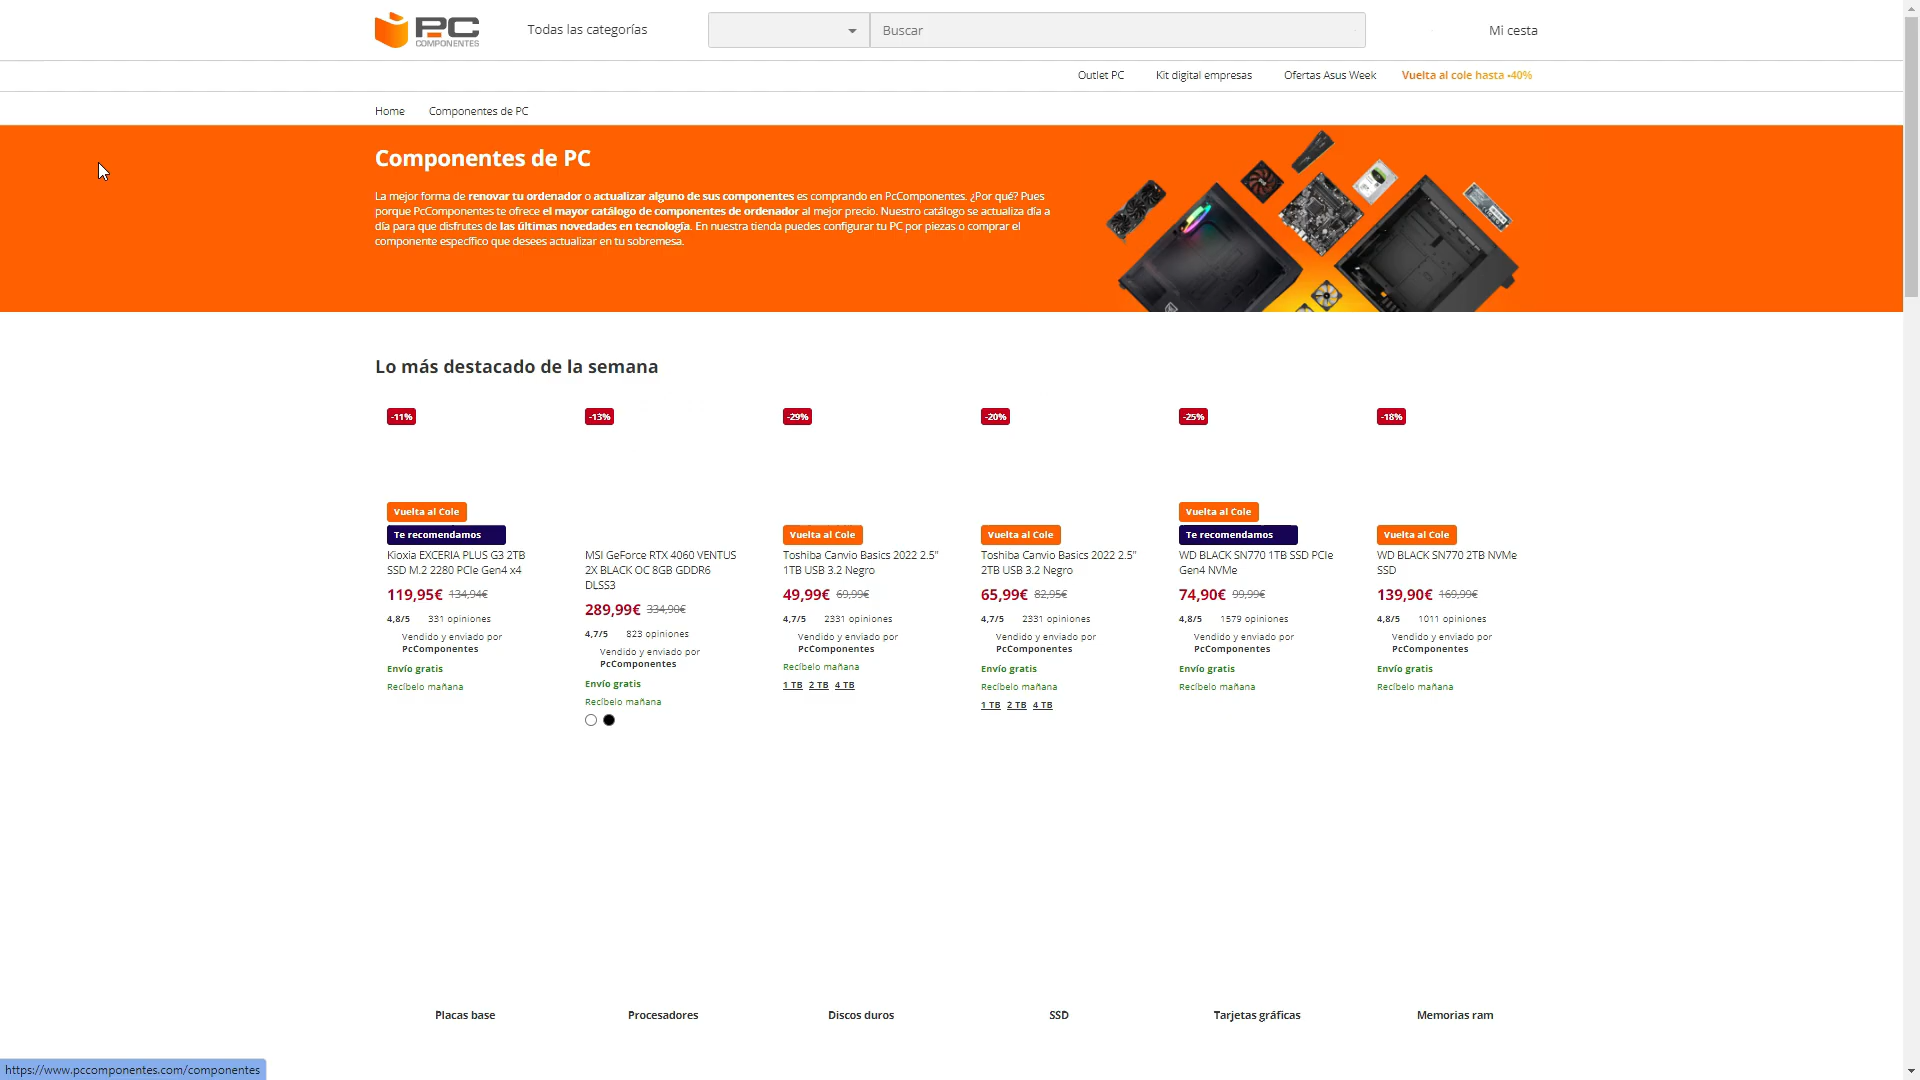 PC
COMPONENTES
Todas las categorías
Buscar
Mi cesta
Outlet PC
Kit digital empresas
Ofertas Asus Week
Vuelta al cole hasta -40%
Home
Componentes de PC
Componentes de PC
La mejor forma de renovar tu ordenador o actualizar alguno de sus componentes es comprando en PcComponentes. ¿Por qué? Pues
porque PcComponentes te ofrece el mayor catálogo de componentes de ordenador al mejor precio. Nuestro catálogo se actualiza día a
día para que disfrutes de las últimas novedades en tecnología. En nuestra tienda puedes configurar tu PC por piezas o comprar el
componente específico que desees actualizar en tu sobremesa.
Lo más destacado de la semana
-11%
Vuelta al Cole
Te recomendamos
Kioxia EXCERIA PLUS G3 2TB
SSD M.2 2280 PCIe Gen4 x4
119,95€ 134,94€
4,8/5 331 opiniones
Vendido y enviado por
PcComponentes
Envío gratis
Recíbelo mañana
-13%
MSI GeForce RTX 4060 VENTUS
2X BLACK OC 8GB GDDR6
DLSS3
289,99€ 334,90€
4,7/5 823 opiniones
Vendido y enviado por
PcComponentes
Envío gratis
Recíbelo mañana
-29%
Vuelta al Cole
Toshiba Canvio Basics 2022 2.5"
1TB USB 3.2 Negro
49,99€ 69,99€
4,7/5 2331 opiniones
Vendido y enviado por
PcComponentes
Recíbelo mañana
1 TB 2 TB 4 TB
-20%
Vuelta al Cole
Toshiba Canvio Basics 2022 2.5"
2TB USB 3.2 Negro
65,99€ 82,95€
4,7/5 2331 opiniones
Vendido y enviado por
PcComponentes
Envío gratis
Recíbelo mañana
1 TB 2 TB 4 TB
-25%
Vuelta al Cole
Te recomendamos
WD BLACK SN770 1TB SSD PCIe
Gen4 NVMe
74,90€ 99,99€
4,8/5 1579 opiniones
Vendido y enviado por
PcComponentes
Envío gratis
Recíbelo mañana
-18%
Vuelta al Cole
WD BLACK SN770 2TB NVMe
SSD
139,90€ 169,99€
4,8/5 1011 opiniones
Vendido y enviado por
PcComponentes
Envío gratis
Recíbelo mañana
Placas base
Procesadores
Discos duros
SSD
Tarjetas gráficas
Memorias ram
https://www.pccomponentes.com/componentes